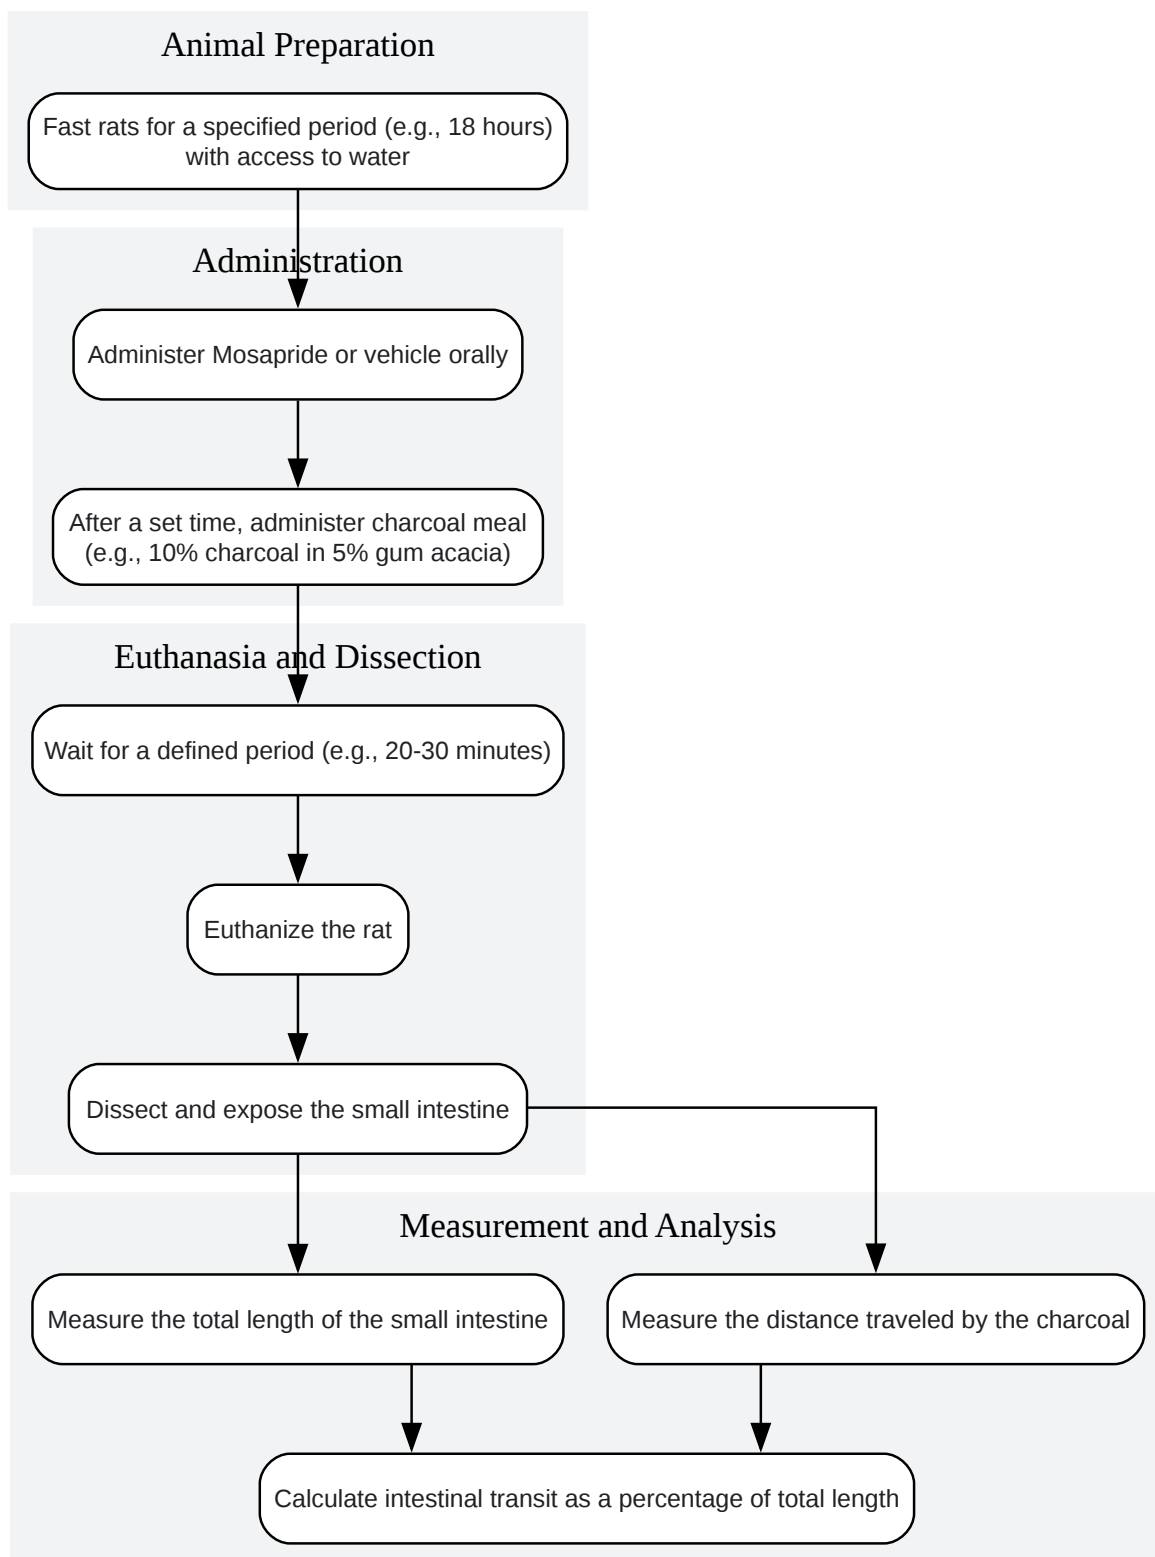 Animal Preparation
Fast rats for a specified period (e.g., 18 hours)
with access to water
Administration
Administer Mosapride or vehicle orally
After a set time, administer charcoal meal
(e.g., 10% charcoal in 5% gum acacia)
Euthanasia and Dissection
Wait for a defined period (e.g., 20-30 minutes)
Euthanize the rat
Dissect and expose the small intestine
Measurement and Analysis
Measure the total length of the small intestine
Measure the distance traveled by the charcoal
Calculate intestinal transit as a percentage of total length